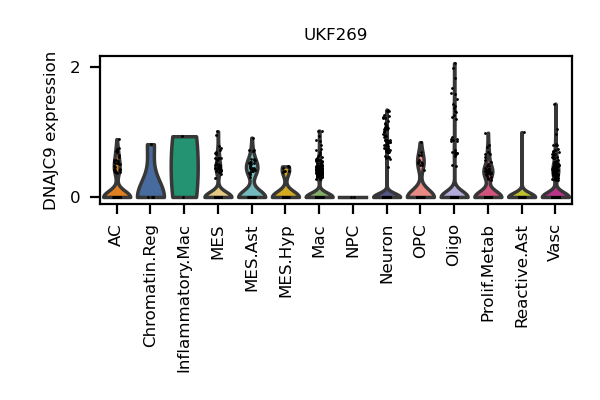 UKF269
DNAJC9 expression
2
0
AC
Chromatin.Reg
Inflammatory.Mac
MES
MES.Ast
MES.Hyp
Mac
NPC
Neuron
OPC
Oligo
Prolif.Metab
Reactive.Ast
Vasc